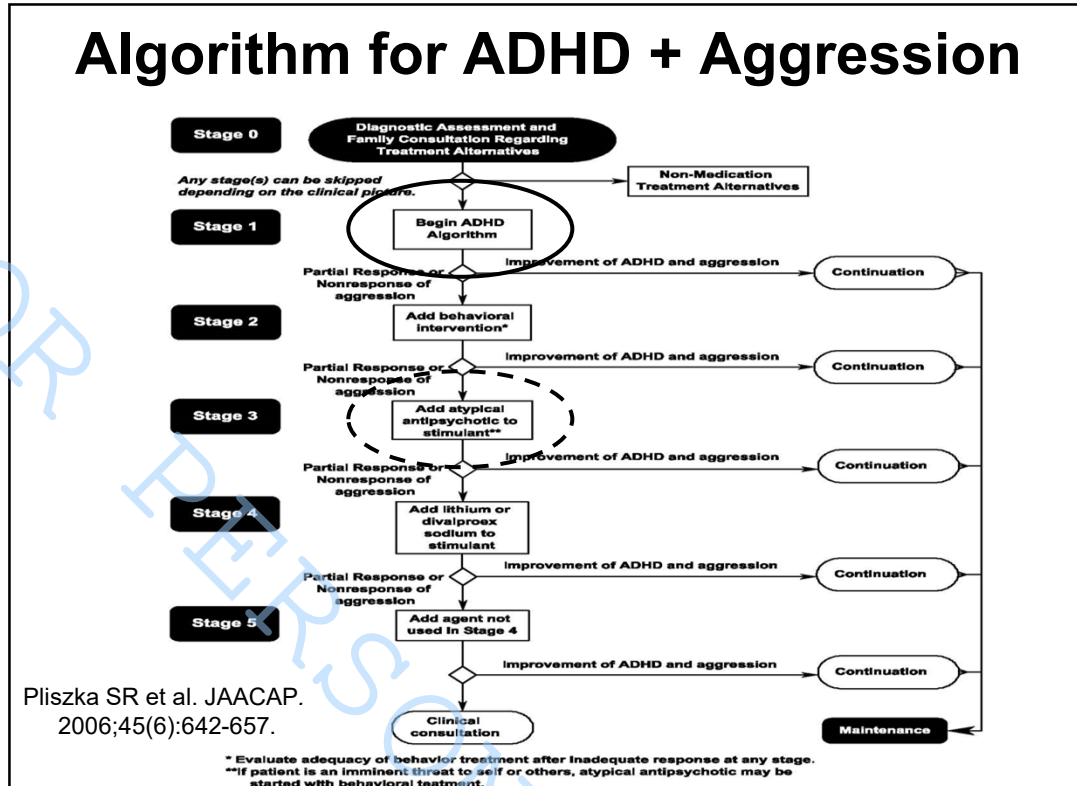 Algorithm for ADHD + Aggression
Stage 0
Diagnostic Assessment and
Family Consultation Regarding
Treatment Alternatives
Any stage(s) can be skipped
depending on the clinical picture.
Non-Medication
Treatment Alternatives
Stage 1
Begin ADHD
Algorithm
Partial Response or
Nonresponse of
aggression
Improvement of ADHD and aggression
Continuation
Stage 2
Add behavioral
intervention*
Partial Response or
Nonresponse of
aggression
Improvement of ADHD and aggression
Continuation
Stage 3
Add atypical
antipsychotic to
stimulant**
Partial Response or
Nonresponse of
aggression
Improvement of ADHD and aggression
Continuation
Stage 4
Add lithium or
divalproex
sodium to
stimulant
Partial Response or
Nonresponse of
aggression
Improvement of ADHD and aggression
Continuation
Stage 5
Add agent not
used In Stage 4
Improvement of ADHD and aggression
Continuation
Pliszka SR et al. JAACAP.
2006;45(6):642-657.
Clinical
consultation
Maintenance
* Evaluate adequacy of behavior treatment after inadequate response at any stage.
**If patient is an imminent threat to self or others, atypical antipsychotic may be
started with behavioral teatment.
OR PERSON